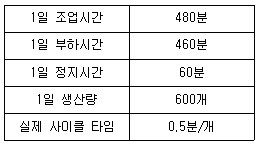 1일 조업시간 480분
1일 부하시간 460분
1일 정지시간 60분
1일 생산량 600개
실제 사이클 타임 0.5분/개